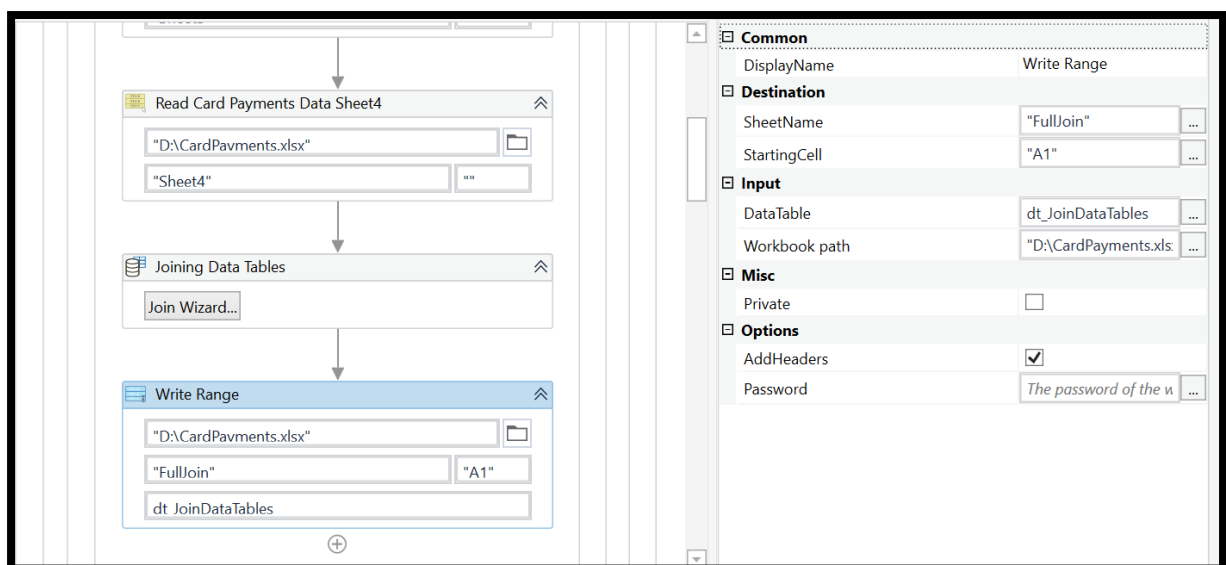 Read Card Payments Data Sheet4
"D:\CardPayments.xlsx"
"Sheet4"
""
Joining Data Tables
Join Wizard...
Write Range
"D:\CardPayments.xlsx"
"FullJoin"
"A1"
dt_JoinDataTables
Common
DisplayName Write Range
Destination
SheetName "FullJoin" ...
StartingCell "A1" ...
Input
DataTable dt_JoinDataTables ...
Workbook path "D:\CardPayments.xls: ...
Misc
Private
Options
AddHeaders
Password The password of the w ...